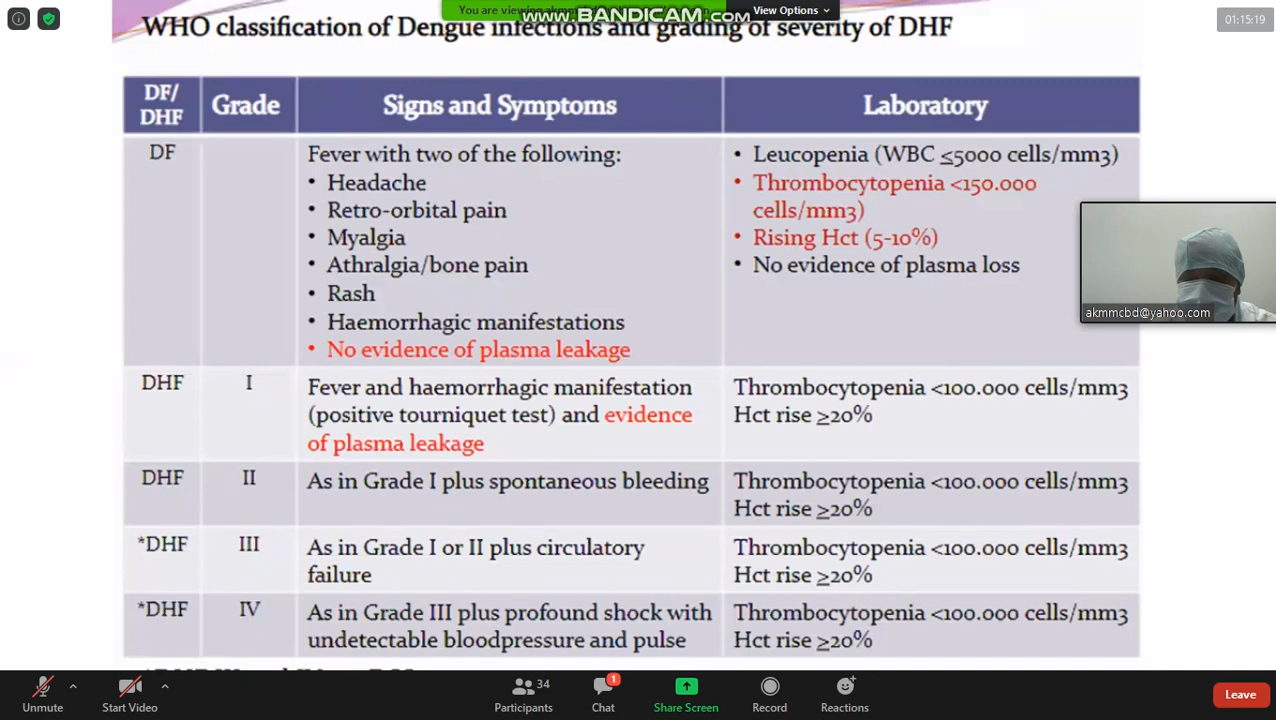 You are viewing akmm
www.BANDICAM.com
View Options
01:15:19
WHO classification of Dengue infections and grading of severity of DHF
DF/
DHF
Grade
Signs and Symptoms
Laboratory
DF
Fever with two of the following:
• Headache
• Retro-orbital pain
• Myalgia
• Athralgia/bone pain
• Rash
• Haemorrhagic manifestations
• No evidence of plasma leakage
• Leucopenia (WBC ≤5000 cells/mm3)
• Thrombocytopenia <150.000
cells/mm3)
• Rising Hct (5-10%)
• No evidence of plasma loss
akmmcbd@yahoo.com
DHF
I
Fever and haemorrhagic manifestation
(positive tourniquet test) and evidence
of plasma leakage
Thrombocytopenia <100.000 cells/mm3
Hct rise ≥20%
DHF
II
As in Grade I plus spontaneous bleeding
Thrombocytopenia <100.000 cells/mm3
Hct rise ≥20%
*DHF
III
As in Grade I or II plus circulatory
failure
Thrombocytopenia <100.000 cells/mm3
Hct rise ≥20%
*DHF
IV
As in Grade III plus profound shock with
undetectable bloodpressure and pulse
Thrombocytopenia <100.000 cells/mm3
Hct rise ≥20%
Unmute
Start Video
34
Participants
1
Chat
Share Screen
Record
Reactions
Leave